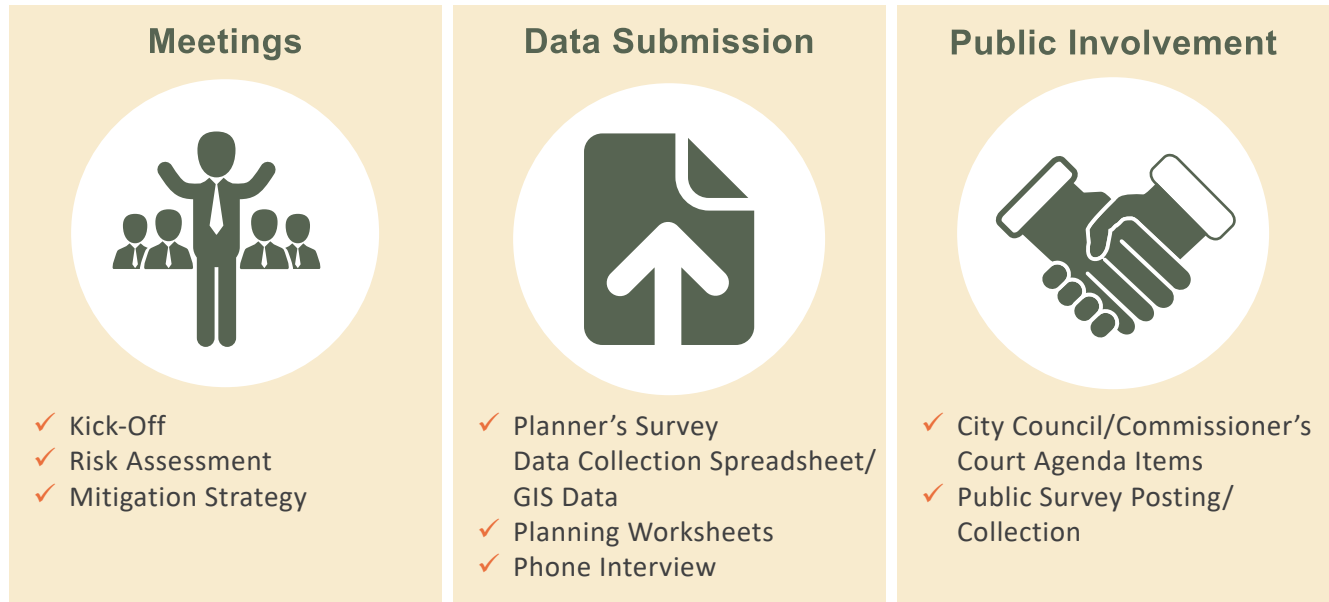 Meetings
✓ Kick-Off
✓ Risk Assessment
✓ Mitigation Strategy
Data Submission
✓ Planner’s Survey
Data Collection Spreadsheet/
GIS Data
✓ Planning Worksheets
✓ Phone Interview
Public Involvement
✓ City Council/Commissioner’s
Court Agenda Items
✓ Public Survey Posting/
Collection